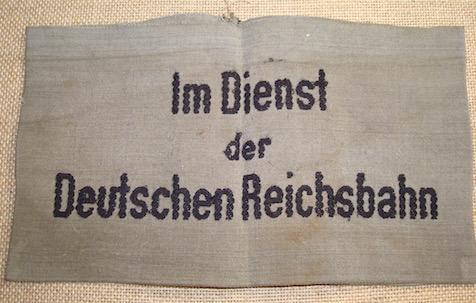 Im Dienst
der
Deutschen Reichsbahn